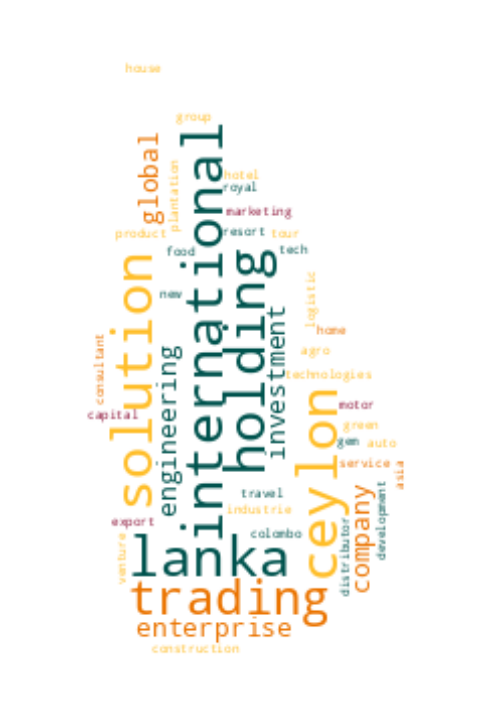 house
group
international
global
plantation
hotel
royal
marketing
product
resort
tour
food
holding
tech
solution
new
logistic
investment
home
consultant
engineering
agro
technologies
ceylon
capital
motor
green
gem
auto
service
asia
travel
company
development
industrie
export
distributor
colombo
venture
lanka
trading
enterprise
construction